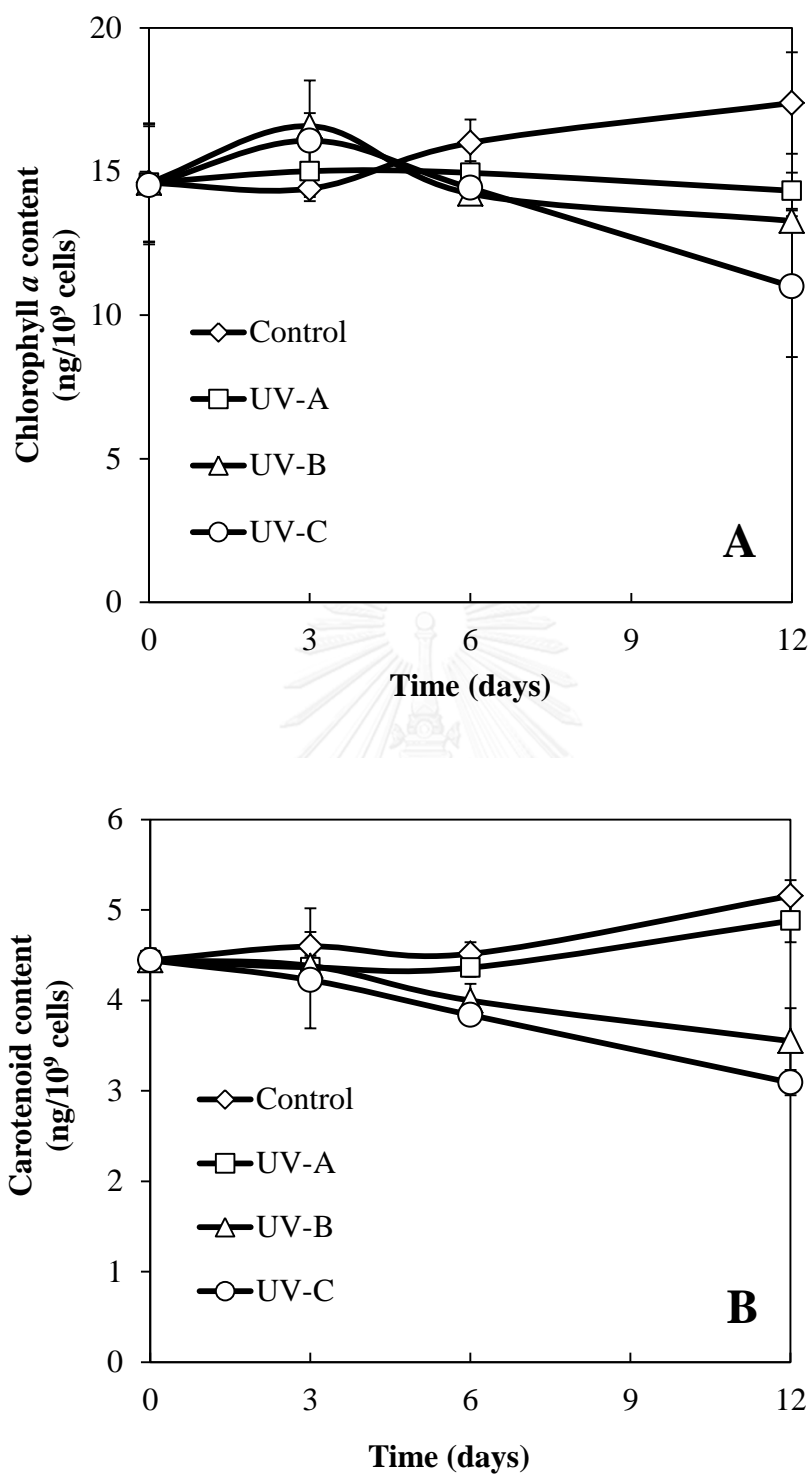 20
15
10
5
0
Chlorophyll a content
(ng/10⁹ cells)
Control
UV-A
UV-B
UV-C
A
0 3 6 9 12
Time (days)
6
5
4
3
2
1
0
Carotenoid content
(ng/10⁹ cells)
Control
UV-A
UV-B
UV-C
B
0 3 6 9 12
Time (days)